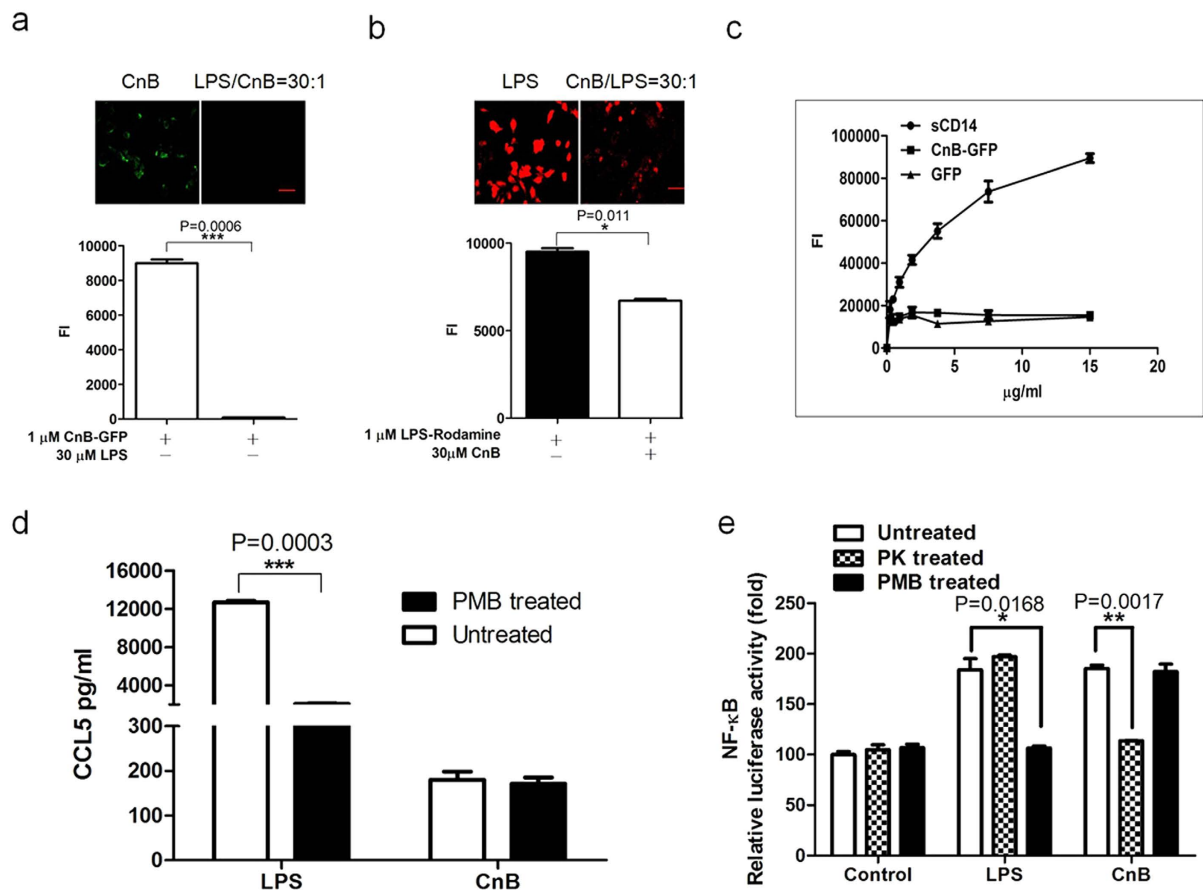 a
CnB LPS/CnB=30:1
P=0.0006
***
10000
8000
6000
4000
2000
0
FI
1 μM CnB-GFP + +
30 μM LPS − −
b
LPS CnB/LPS=30:1
P=0.011
*
10000
5000
0
FI
1 μM LPS-Rodamine + +
30μM CnB − +
c
sCD14
CnB-GFP
GFP
100000
80000
60000
40000
20000
0
FI
0 5 10 15 20
μg/ml
d
P=0.0003
***
PMB treated
Untreated
16000
12000
8000
4000
300
200
100
0
CCL5 pg/ml
LPS CnB
e
Untreated
PK treated
PMB treated
P=0.0168 P=0.0017
* **
250
200
150
100
50
0
NF-κB
Relative luciferase activity (fold)
Control LPS CnB